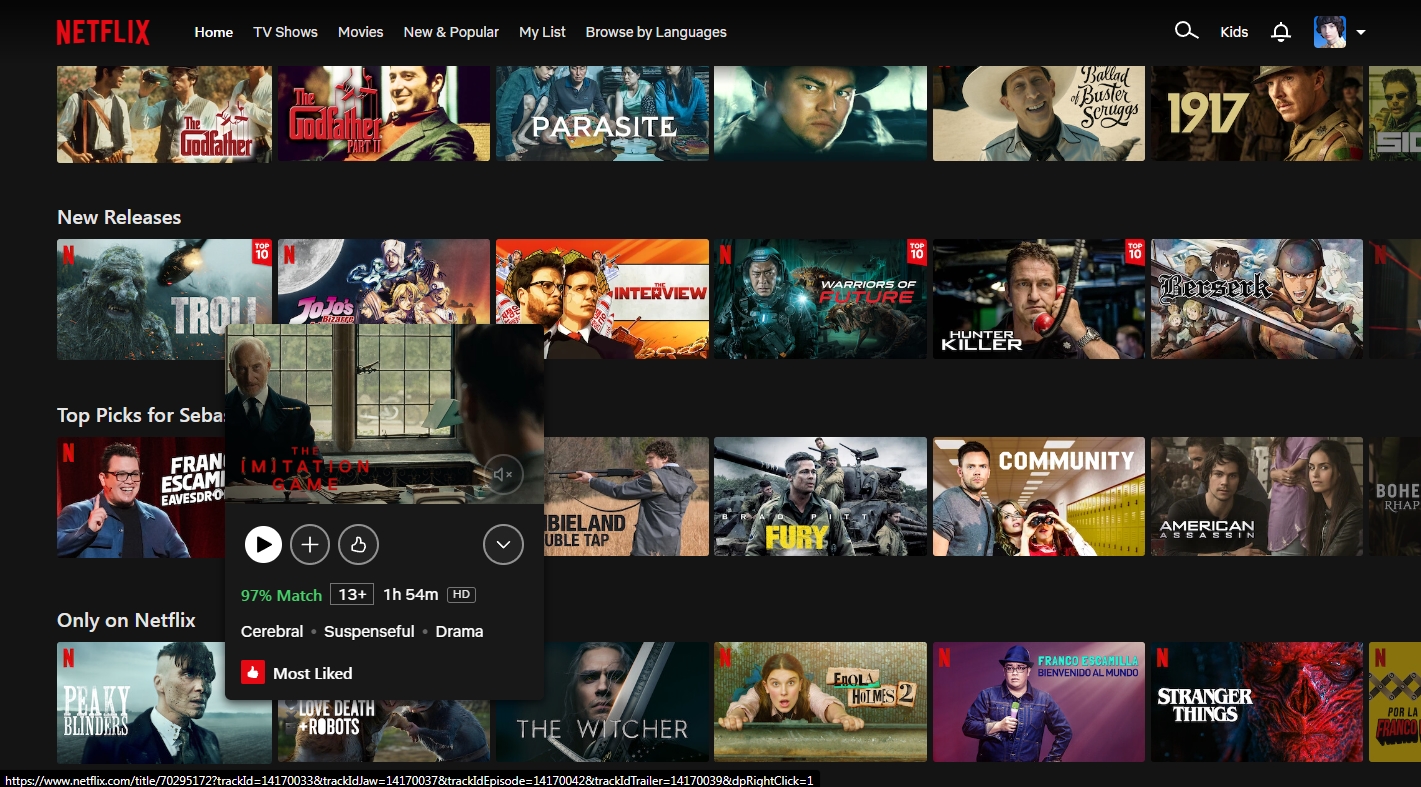 NETFLIX
Home
TV Shows
Movies
New & Popular
My List
Browse by Languages
Kids
The
Godfather
The
Godfather
PART II
PARASITE
Ballad
of Buster
Scruggs
1917
New Releases
N
TROLL
TOP
10
N
JOJO'S
BIZARRE
THE
INTERVIEW
N
WARRIORS OF
FUTURE
TOP
10
HUNTER
KILLER
TOP
10
Berserk
N
Top Picks for Seba
N
FRAN
ESCAMI
EAVESDRO
THE
IMITATION
GAME
97% Match
13+
1h 54m
HD
Cerebral • Suspenseful • Drama
Most Liked
MBIELAND
UBLE TAP
BRAD PITT
FURY
COMMUNITY
AMERICAN
ASSASSIN
BOHE
RHAP
Only on Netflix
N
PEAKY
BLINDERS
LOVE DEATH
+ROBOTS
THE WITCHER
N
ENOLA
HOLMES 2
N
FRANCO ESCAMILLA
BIENVENIDO AL MUNDO
N
STRANGER
THINGS
N
POR LA
FRANCO
https://www.netflix.com/title/70295172?trackId=14170033&trackIdJaw=14170037&trackIdEpisode=14170042&trackIdTrailer=14170039&dpRightClick=1